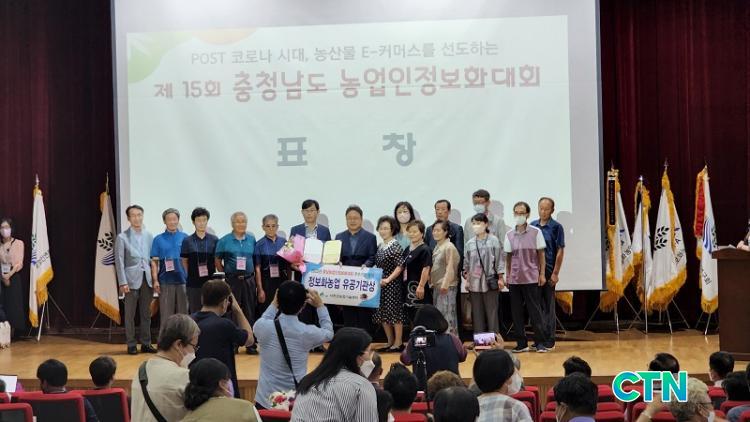 POST 코로나 시대, 농산물 E-커머스를 선도하는
제 15회 충청남도 농업인정보화대회
표 창
정보화농업 유공기관상
CTN